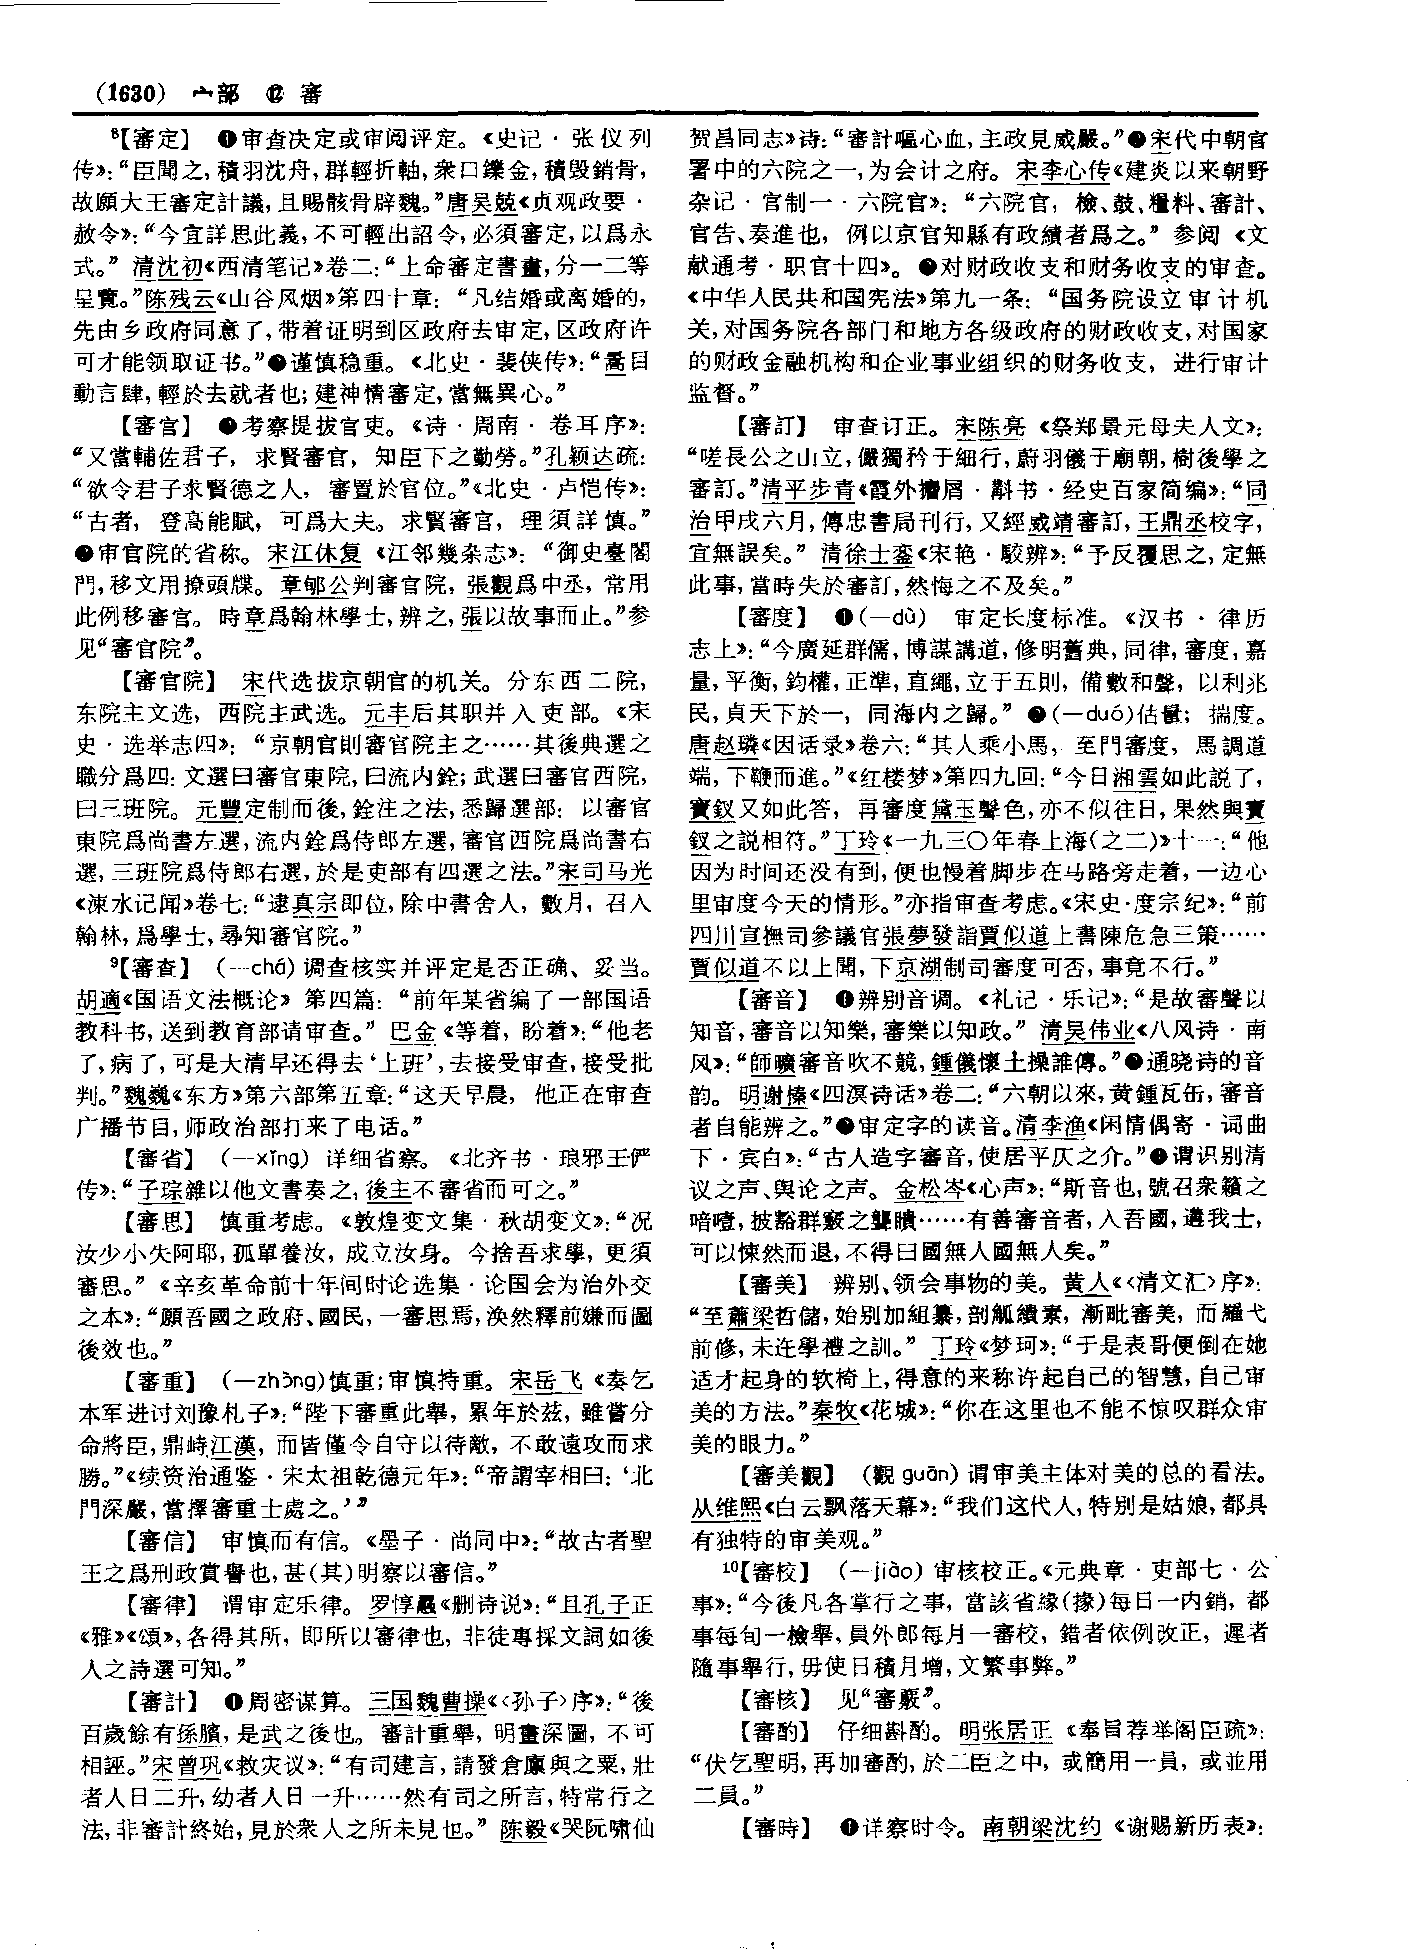 (1630) 宀部 ⑫ 審
⁸【審定】 ❶审查决定或审阅评定。《史记·张仪列
传》：“臣聞之，積羽沈舟，群輕折軸，衆口鑠金，積毁銷骨，
故願大王審定計議，且賜骸骨辟魏。”唐吴兢《贞观政要·
赦令》：“今宜詳思此義，不可輕出詔令，必須審定，以爲永
式。” 清沈初《西清笔记》卷二：“上命審定書畫，分一二等
呈覽。”陈残云《山谷风烟》第四十章：“凡结婚或离婚的，
先由乡政府同意了，带着证明到区政府去审定，区政府许
可才能领取证书。”❷谨慎稳重。《北史·裴侠传》：“喬目
動言肆，輕於去就者也；建神情審定，當無異心。”
【審官】 ❶考察提拔官吏。《诗·周南·卷耳序》：
“又當輔佐君子，求賢審官，知臣下之勤勞。”孔颖达疏：
“欲令君子求賢德之人，審置於官位。”《北史·卢恺传》：
“古者，登高能賦，可爲大夫。求賢審官，理須詳慎。”
❷审官院的省称。宋江休复《江邻幾杂志》：“御史臺閤
門，移文用撩頭牒。章郇公判審官院，張觀爲中丞，常用
此例移審官。時章爲翰林學士，辨之，張以故事而止。”参
见“審官院”。
【審官院】 宋代选拔京朝官的机关。分东西二院，
东院主文选，西院主武选。元丰后其职并入吏部。《宋
史·选举志四》：“京朝官則審官院主之……其後典選之
職分爲四：文選曰審官東院，曰流内銓；武選曰審官西院，
曰三班院。元豐定制而後，銓注之法，悉歸選部：以審官
東院爲尚書左選，流内銓爲侍郎左選，審官西院爲尚書右
選，三班院爲侍郎右選，於是吏部有四選之法。”宋司马光
《涑水记闻》卷七：“逮真宗即位，除中書舍人，數月，召入
翰林，爲學士，尋知審官院。”
⁹【審查】 （—chá）调查核实并评定是否正确、妥当。
胡適《国语文法概论》第四篇：“前年某省编了一部国语
教科书，送到教育部请审查。” 巴金《等着，盼着》：“他老
了，病了，可是大清早还得去‘上班’，去接受审查，接受批
判。”魏巍《东方》第六部第五章：“这天早晨，他正在审查
广播节目，师政治部打来了电话。”
【審省】 （—xǐng）详细省察。《北齐书·琅邪王俨
传》：“子琮雜以他文書奏之，後主不審省而可之。”
【審思】 慎重考虑。《敦煌变文集·秋胡变文》：“况
汝少小失阿耶，孤單養汝，成立汝身。今捨吾求學，更須
審思。”《辛亥革命前十年间时论选集·论国会为治外交
之本》：“願吾國之政府、國民，一審思焉，渙然釋前嫌而圖
後效也。”
【審重】 （—zhòng）慎重；审慎持重。宋岳飞《奏乞
本军进讨刘豫札子》：“陛下審重此舉，累年於兹，雖嘗分
命將臣，鼎峙江漢，而皆僅令自守以待敵，不敢遠攻而求
勝。”《续资治通鉴·宋太祖乾德元年》：“帝謂宰相曰：‘北
門深嚴，當擇審重士處之。’”
【審信】 审慎而有信。《墨子·尚同中》：“故古者聖
王之爲刑政賞譽也，甚（其）明察以審信。”
【審律】 谓审定乐律。罗惇曧《删诗说》：“且孔子正
《雅》《頌》，各得其所，即所以審律也，非徒專採文詞如後
人之詩選可知。”
【審計】 ❶周密谋算。三国魏曹操《〈孙子〉序》：“後
百歲餘有孫臏，是武之後也。審計重舉，明畫深圖，不可
相誣。”宋曾巩《救灾议》：“有司建言，請發倉廩與之粟，壯
者人日二升，幼者人日一升……然有司之所言，特常行之
法，非審計終始，見於衆人之所未見也。” 陈毅《哭阮啸仙
贺昌同志》诗：“審計嘔心血，主政見威嚴。”❷宋代中朝官
署中的六院之一，为会计之府。宋李心传《建炎以来朝野
杂记·官制一·六院官》：“六院官，檢、鼓、糧料、審計、
官告、奏進也，例以京官知縣有政績者爲之。”参阅《文
献通考·职官十四》。❸对财政收支和财务收支的审查。
《中华人民共和国宪法》第九一条：“国务院设立审计机
关，对国务院各部门和地方各级政府的财政收支，对国家
的财政金融机构和企业事业组织的财务收支，进行审计
监督。”
【審訂】 审查订正。宋陈亮《祭郑景元母夫人文》：
“嗟長公之山立，儼獨矜于細行，蔚羽儀于廟朝，樹後學之
審訂。”清平步青《霞外攟屑·斠书·经史百家简编》：“同
治甲戌六月，傳忠書局刊行，又經威靖審訂，王鼎丞校字，
宜無誤矣。” 清徐士銮《宋艳·駮辨》：“予反覆思之，定無
此事，當時失於審訂，然悔之不及矣。”
【審度】 ❶（—dù） 审定长度标准。《汉书·律历
志上》：“今廣延群儒，博謀講道，修明舊典，同律，審度，嘉
量，平衡，鈞權，正準，直繩，立于五則，備數和聲，以利兆
民，貞天下於一，同海内之歸。” ❷（—duó）估量；揣度。
唐赵璘《因话录》卷六：“其人乘小馬，至門審度，馬調道
端，下鞭而進。”《红楼梦》第四九回：“今日湘雲如此説了，
寶釵又如此答，再審度黛玉聲色，亦不似往日，果然與寶
釵之説相符。”丁玲《一九三〇年春上海（之二）》十一：“他
因为时间还没有到，便也慢着脚步在马路旁走着，一边心
里审度今天的情形。”亦指审查考虑。《宋史·度宗纪》：“前
四川宣撫司參議官張夢發詣賈似道上書陳危急三策……
賈似道不以上聞，下京湖制司審度可否，事竟不行。”
【審音】 ❶辨别音调。《礼记·乐记》：“是故審聲以
知音，審音以知樂，審樂以知政。” 清吴伟业《八风诗·南
风》：“師曠審音吹不競，鍾儀懷土操誰傳。”❷通晓诗的音
韵。明谢榛《四溟诗话》卷二：“六朝以來，黄鍾瓦缶，審音
者自能辨之。”❸审定字的读音。清李渔《闲情偶寄·词曲
下·宾白》：“古人造字審音，使居平仄之介。”❹谓识别清
议之声、舆论之声。金松岑《心声》：“斯音也，號召衆籟之
喑噎，披豁群竅之聾聵……有善審音者，入吾國，遘我士，
可以悚然而退，不得曰國無人國無人矣。”
【審美】 辨别、领会事物的美。黄人《〈清文汇〉序》：
“至蕭梁哲儲，始别加組纂，剖觚繢素，漸毗審美，而羅弋
前修，未迕學禮之訓。” 丁玲《梦珂》：“于是表哥便倒在她
适才起身的软椅上，得意的来称许起自己的智慧，自己审
美的方法。”秦牧《花城》：“你在这里也不能不惊叹群众审
美的眼力。”
【審美觀】 （觀 guān）谓审美主体对美的总的看法。
从维熙《白云飘落天幕》：“我们这代人，特别是姑娘，都具
有独特的审美观。”
¹⁰【審校】 （—jiào）审核校正。《元典章·吏部七·公
事》：“今後凡各掌行之事，當該省緣（掾）每日一内銷，都
事每旬一檢舉，員外郎每月一審校，錯者依例改正，遲者
隨事舉行，毋使日積月增，文繁事弊。”
【審核】 见“審覈”。
【審酌】 仔细斟酌。明张居正《奉旨荐举阁臣疏》：
“伏乞聖明，再加審酌，於二臣之中，或簡用一員，或並用
二員。”
【審時】 ❶详察时令。南朝梁沈约《谢赐新历表》：